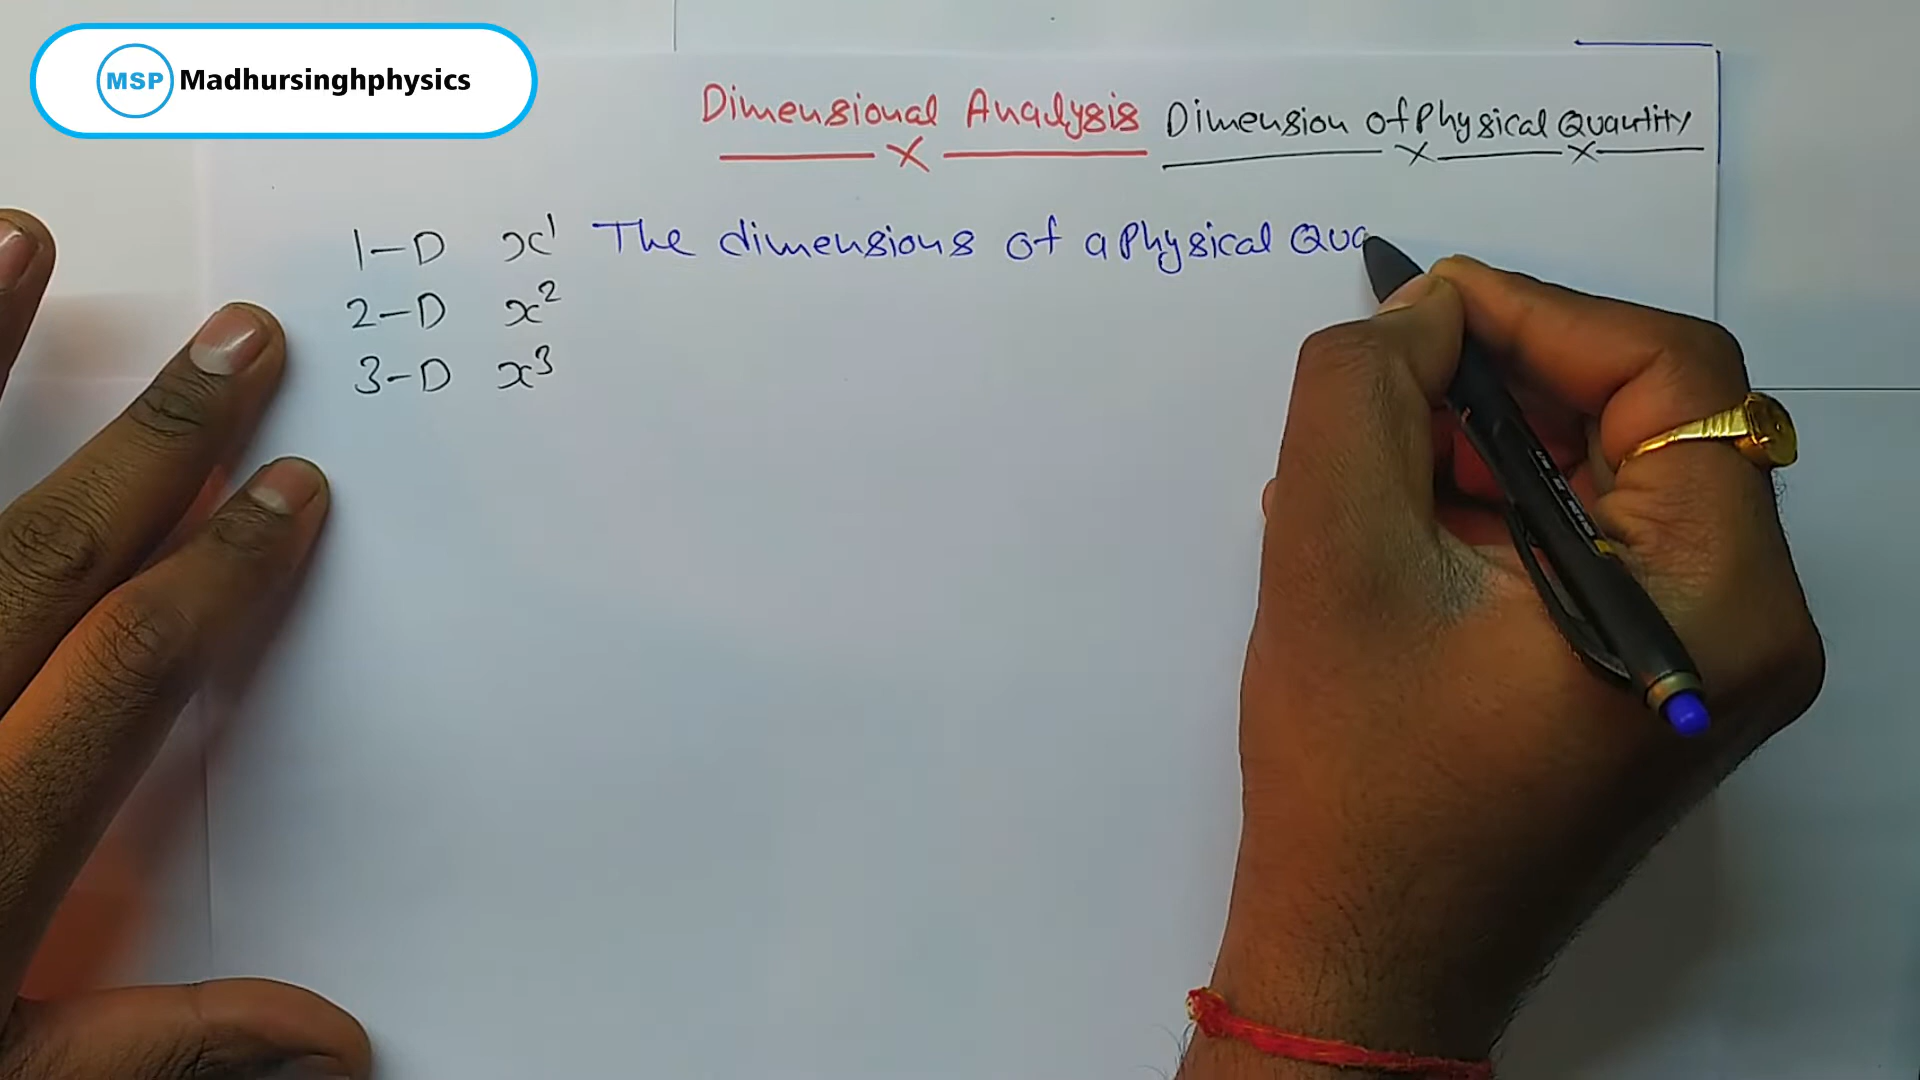 MSP Madhursinghphysics
Dimensional Analysis Dimension of Physical Quantity
1-D x¹ The dimensions of a Physical Qua
2-D x²
3-D x³